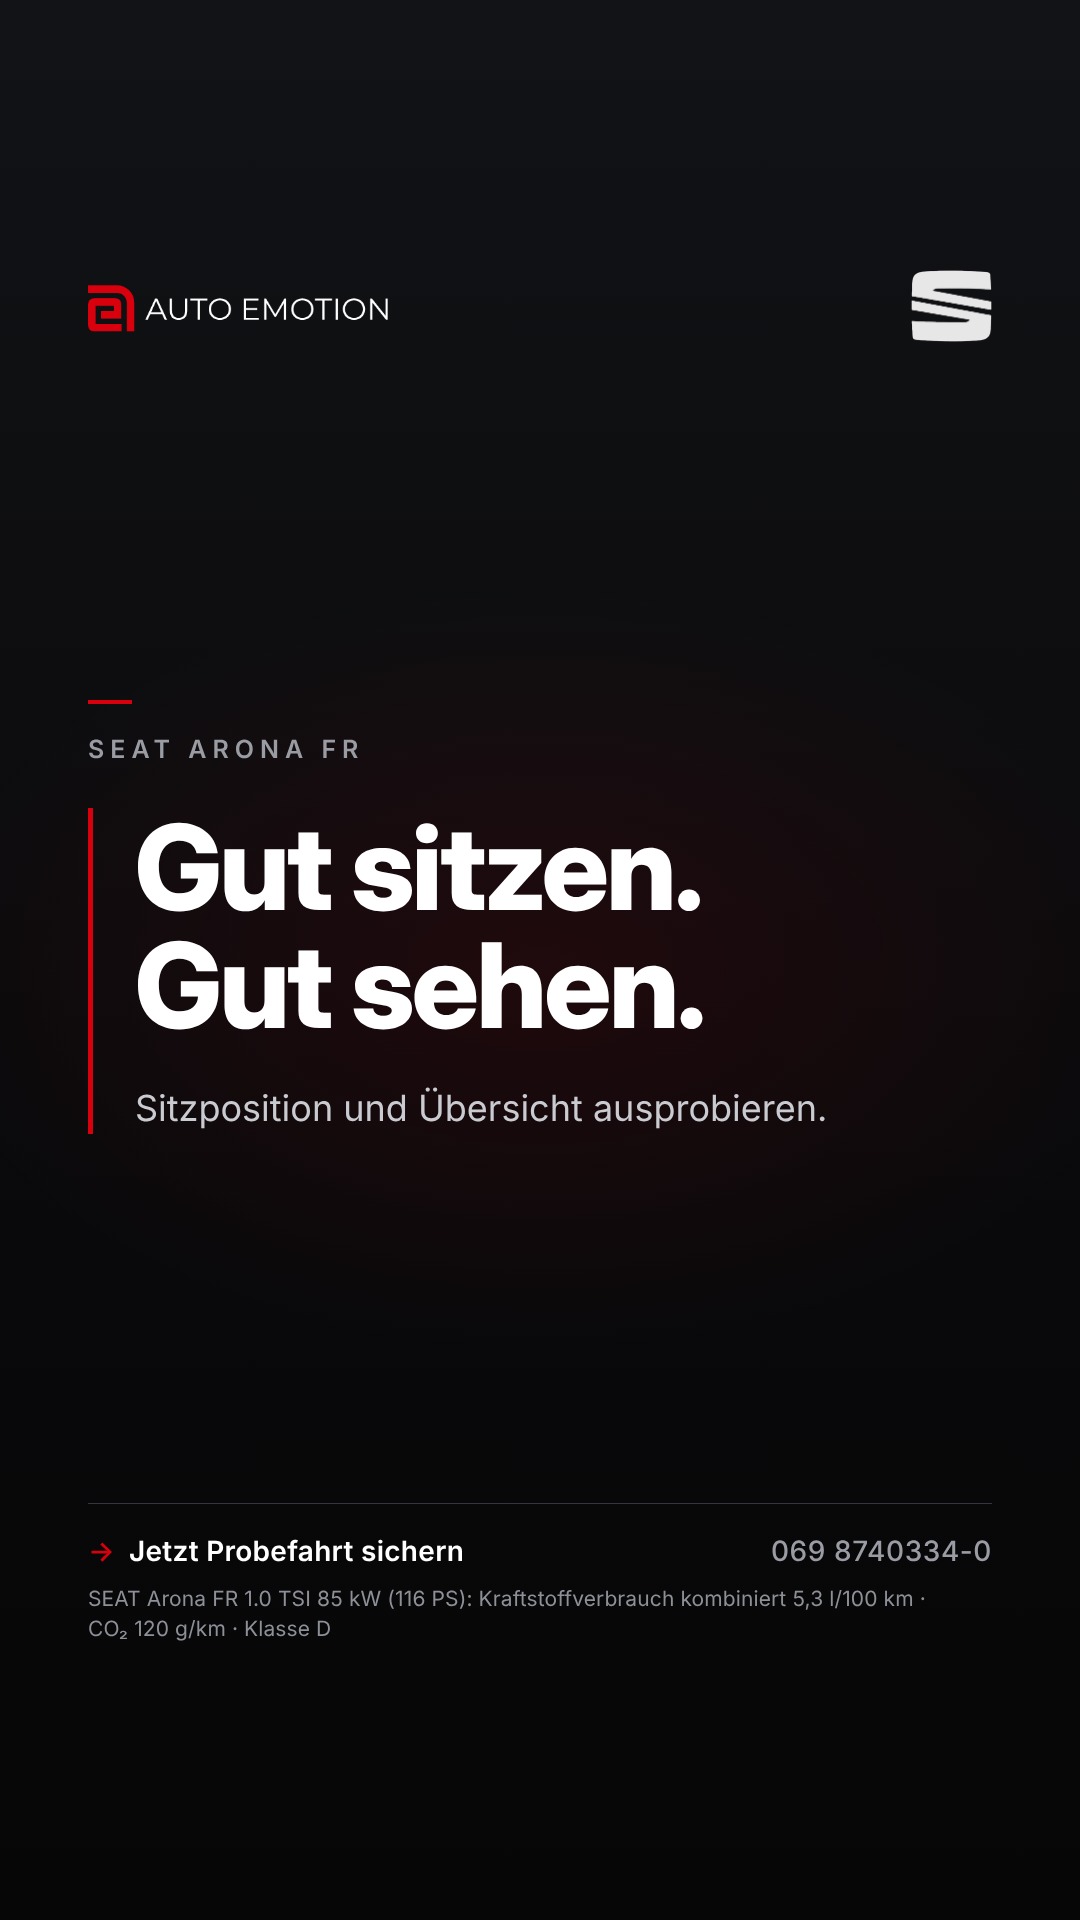 AUTO EMOTION
SEAT ARONA FR
Gut sitzen.
Gut sehen.
Sitzposition und Übersicht ausprobieren.
→ Jetzt Probefahrt sichern
069 8740334-0
SEAT Arona FR 1.0 TSI 85 kW (116 PS): Kraftstoffverbrauch kombiniert 5,3 l/100 km ·
CO₂ 120 g/km · Klasse D